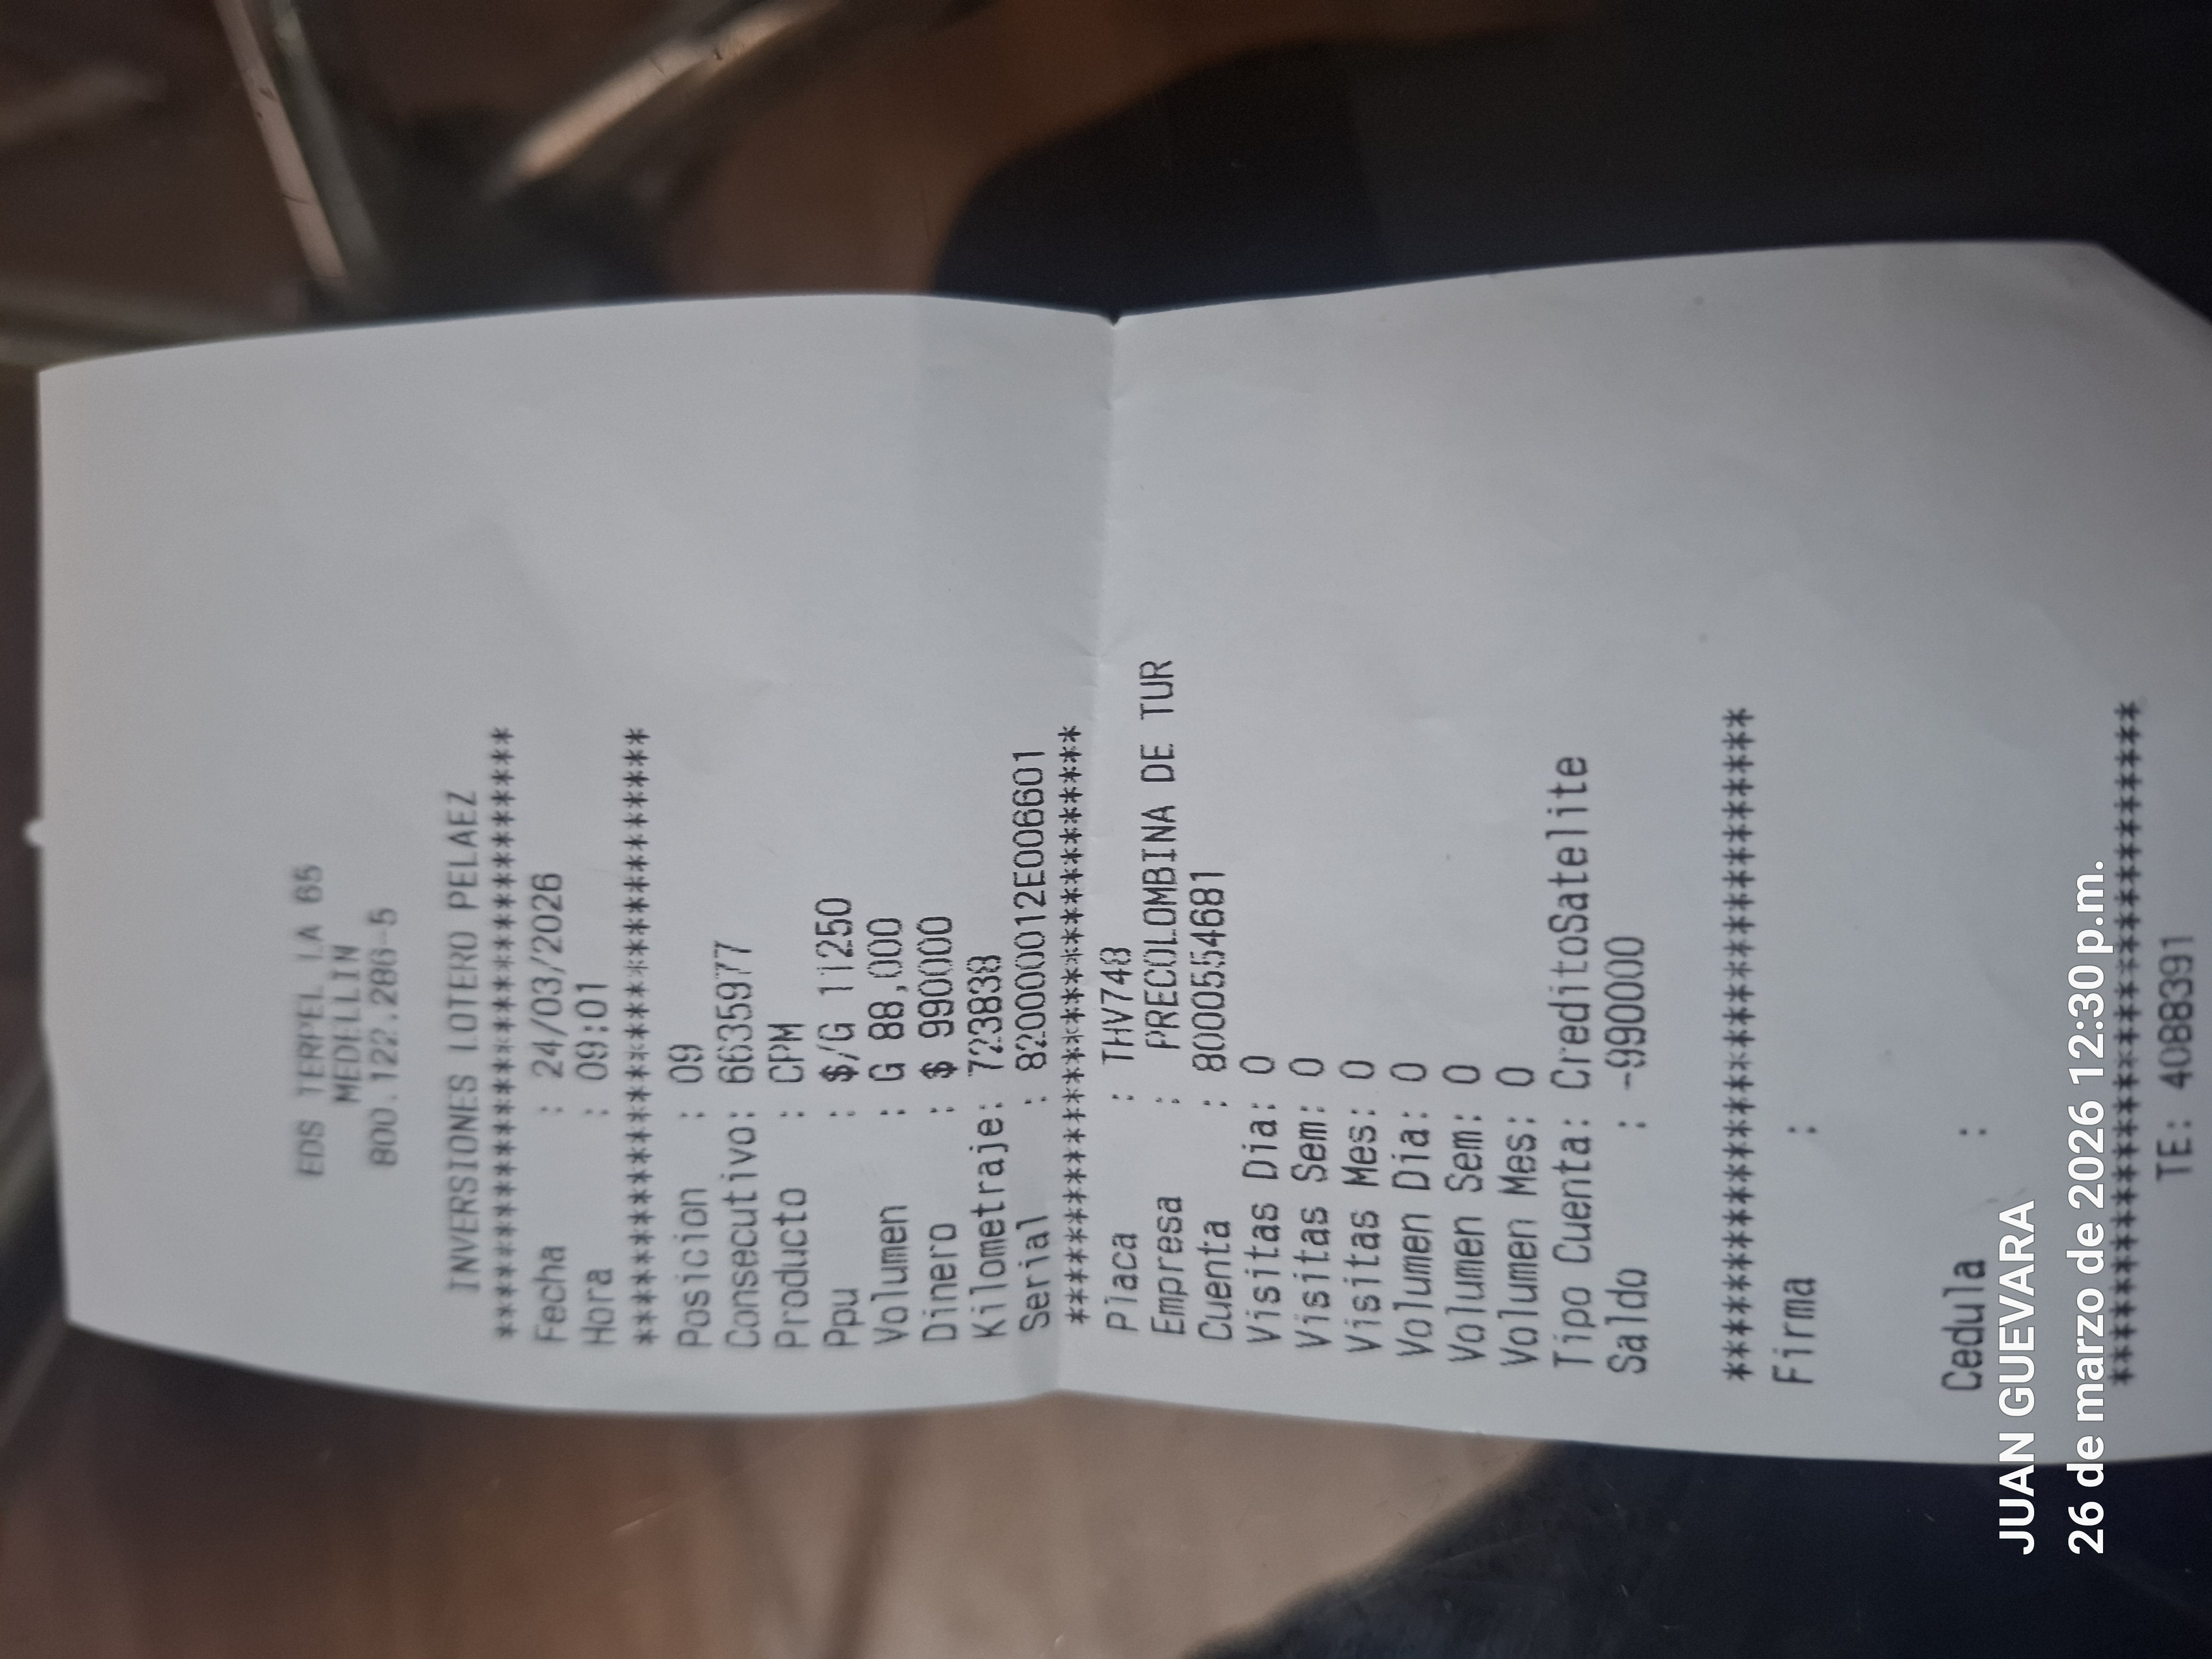 EDS TERPEL LA 65
MEDELLIN
800.122.286-5
INVERSIONES LOTERO PELAEZ
******************************
Fecha : 24/03/2026
Hora : 09:01
******************************
Posicion : 09
Consecutivo: 6635977
Producto : CPM
Ppu : $/G 11250
Volumen : G 88,000
Dinero : $ 990000
Kilometraje: 723838
Serial : 820000012E006601
******************************
Placa : THV748
Empresa : PRECOLOMBINA DE TUR
Cuenta : 80005554681
Visitas Dia: 0
Visitas Sem: 0
Visitas Mes: 0
Volumen Dia: 0
Volumen Sem: 0
Volumen Mes: 0
Tipo Cuenta: CreditoSatelite
Saldo : -990000
******************************
Firma :
Cedula :
******************************
TE: 4088391
JUAN GUEVARA
26 de marzo de 2026 12:30 p.m.